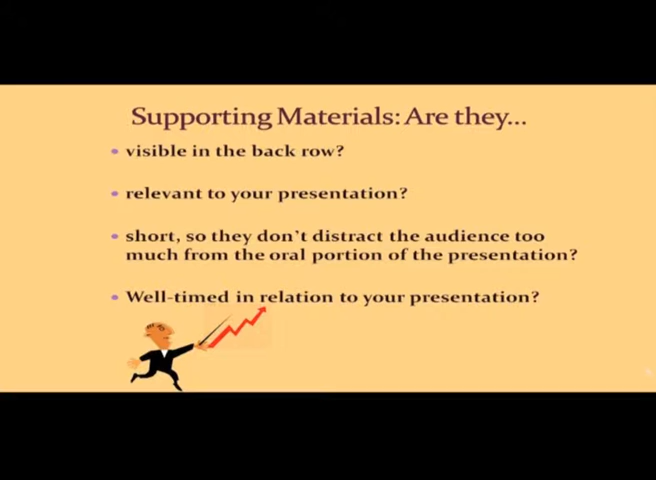 Supporting Materials: Are they...
• visible in the back row?
• relevant to your presentation?
• short, so they don't distract the audience too
much from the oral portion of the presentation?
• Well-timed in relation to your presentation?